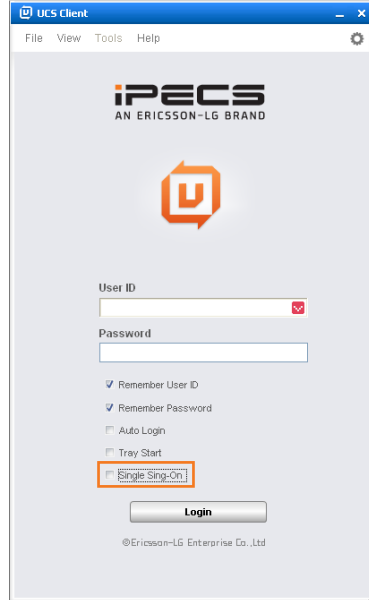 UCS Client
File View Tools Help
iPECS
AN ERICSSON-LG BRAND
User ID
Password
Remember User ID
Remember Password
Auto Login
Tray Start
Single Sing-On
Login
©Ericsson-LG Enterprise Co.,Ltd